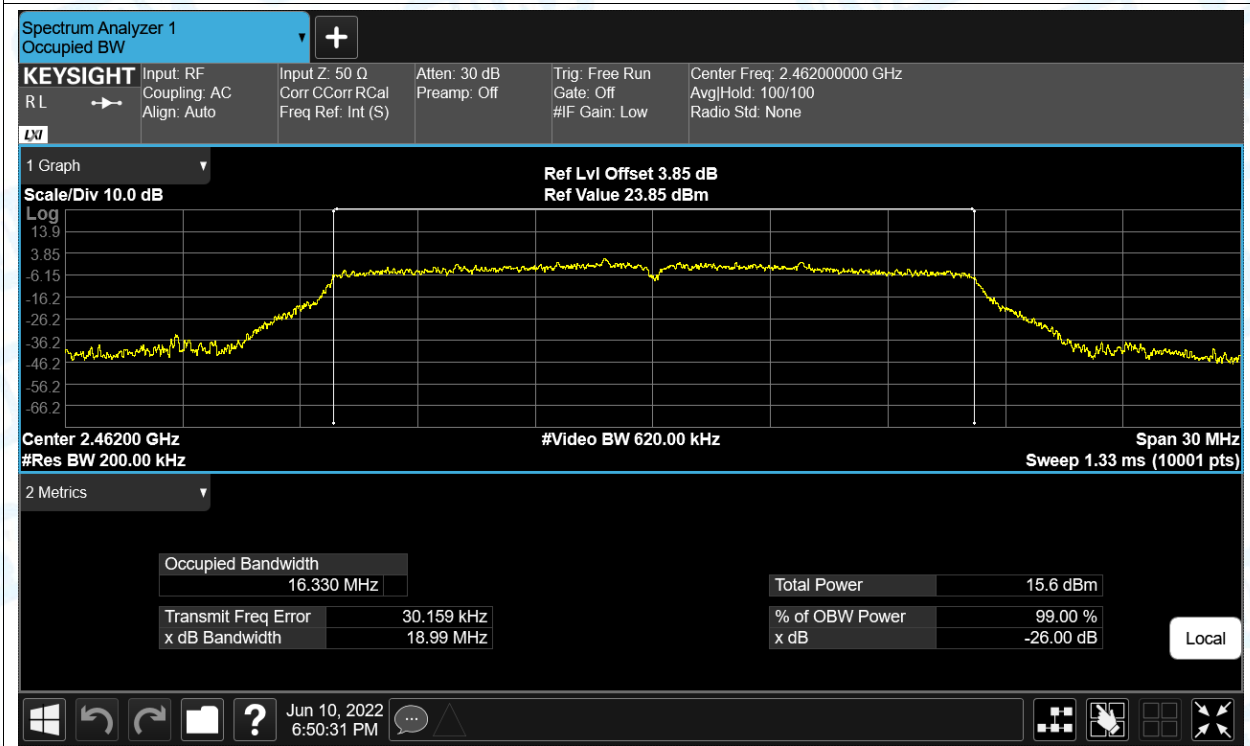 Spectrum Analyzer 1
Occupied BW
KEYSIGHT
R L
LXI
Input: RF
Coupling: AC
Align: Auto
Input Z: 50 Ω
Corr CCorr RCal
Freq Ref: Int (S)
Atten: 30 dB
Preamp: Off
Trig: Free Run
Gate: Off
#IF Gain: Low
Center Freq: 2.462000000 GHz
Avg|Hold: 100/100
Radio Std: None
1 Graph
Scale/Div 10.0 dB
Ref Lvl Offset 3.85 dB
Ref Value 23.85 dBm
Log
13.9
3.85
-6.15
-16.2
-26.2
-36.2
-46.2
-56.2
-66.2
Center 2.46200 GHz
#Video BW 620.00 kHz
Span 30 MHz
#Res BW 200.00 kHz
Sweep 1.33 ms (10001 pts)
2 Metrics
Occupied Bandwidth
16.330 MHz
Total Power 15.6 dBm
Transmit Freq Error 30.159 kHz
% of OBW Power 99.00 %
x dB Bandwidth 18.99 MHz
x dB -26.00 dB
Local
?
Jun 10, 2022
6:50:31 PM